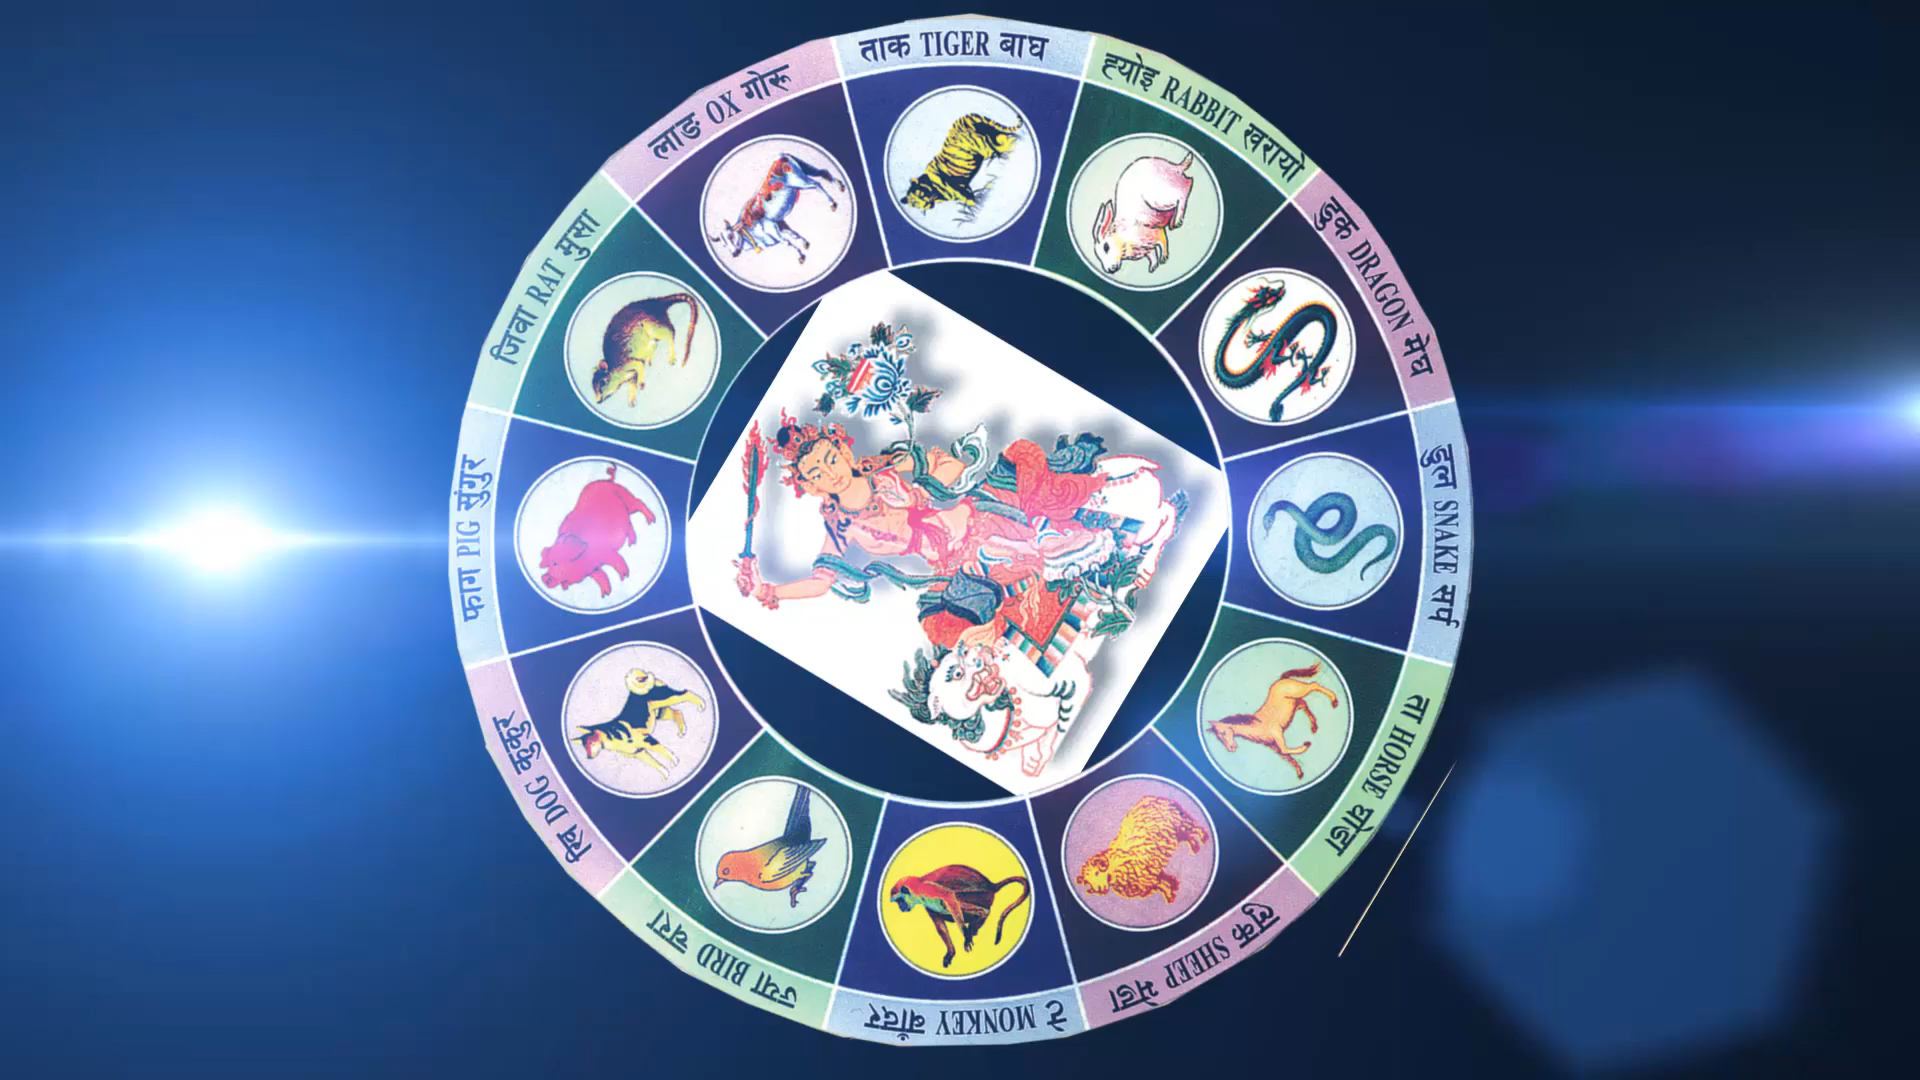 ताक TIGER बाघ
ह्योइ RABBIT खरायो
डुक DRAGON मेघ
डुल SNAKE सर्प
ता HORSE घोडा
लुक SHEEP भेडा
टे MONKEY बाँदर
ज्या BIRD चरा
खि DOG कुकुर
फाग PIG सुंगुर
जिवा RAT मुसा
लाङ OX गोरू